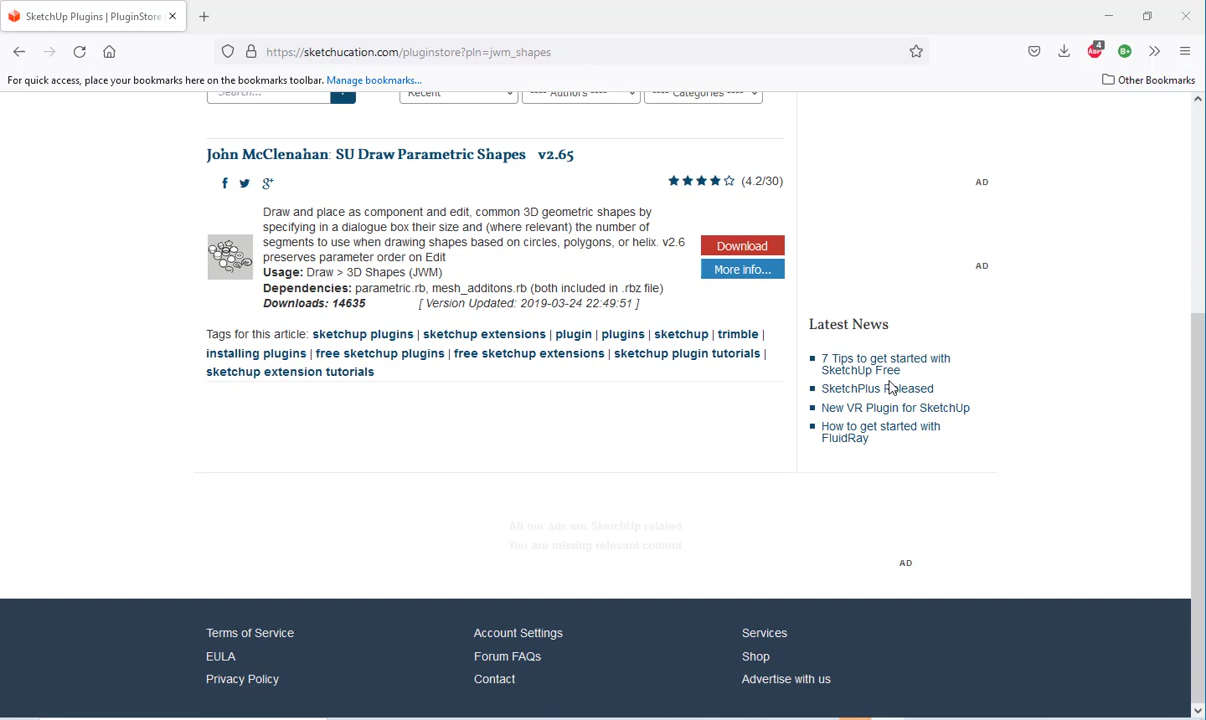 SketchUp Plugins | PluginStore
https://sketchucation.com/pluginstore?pln=jwm_shapes
4
For quick access, place your bookmarks here on the bookmarks toolbar. Manage bookmarks...
Other Bookmarks
Search...
Recent
---- Authors ----
---- Categories ----
John McClenahan: SU Draw Parametric Shapes v2.65
(4.2/30)
Draw and place as component and edit, common 3D geometric shapes by
specifying in a dialogue box their size and (where relevant) the number of
segments to use when drawing shapes based on circles, polygons, or helix. v2.6
preserves parameter order on Edit
Usage: Draw > 3D Shapes (JWM)
Dependencies: parametric.rb, mesh_additons.rb (both included in .rbz file)
Downloads: 14635 [ Version Updated: 2019-03-24 22:49:51 ]
Download
More info...
Tags for this article: sketchup plugins | sketchup extensions | plugin | plugins | sketchup | trimble |
installing plugins | free sketchup plugins | free sketchup extensions | sketchup plugin tutorials |
sketchup extension tutorials
AD
AD
Latest News
7 Tips to get started with
SketchUp Free
SketchPlus Released
New VR Plugin for SketchUp
How to get started with
FluidRay
All our ads are SketchUp related
You are missing relevant content
AD
Terms of Service
EULA
Privacy Policy
Account Settings
Forum FAQs
Contact
Services
Shop
Advertise with us